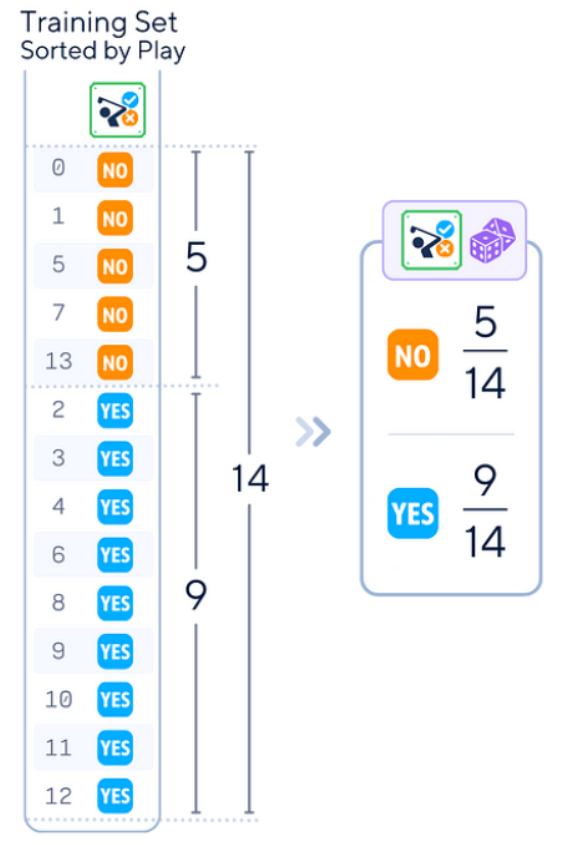 Training Set
Sorted by Play
0 NO
1 NO
5 NO
7 NO
13 NO
5
2 YES
3 YES
4 YES
6 YES
8 YES
9 YES
10 YES
11 YES
12 YES
9
14
NO 5/14
YES 9/14